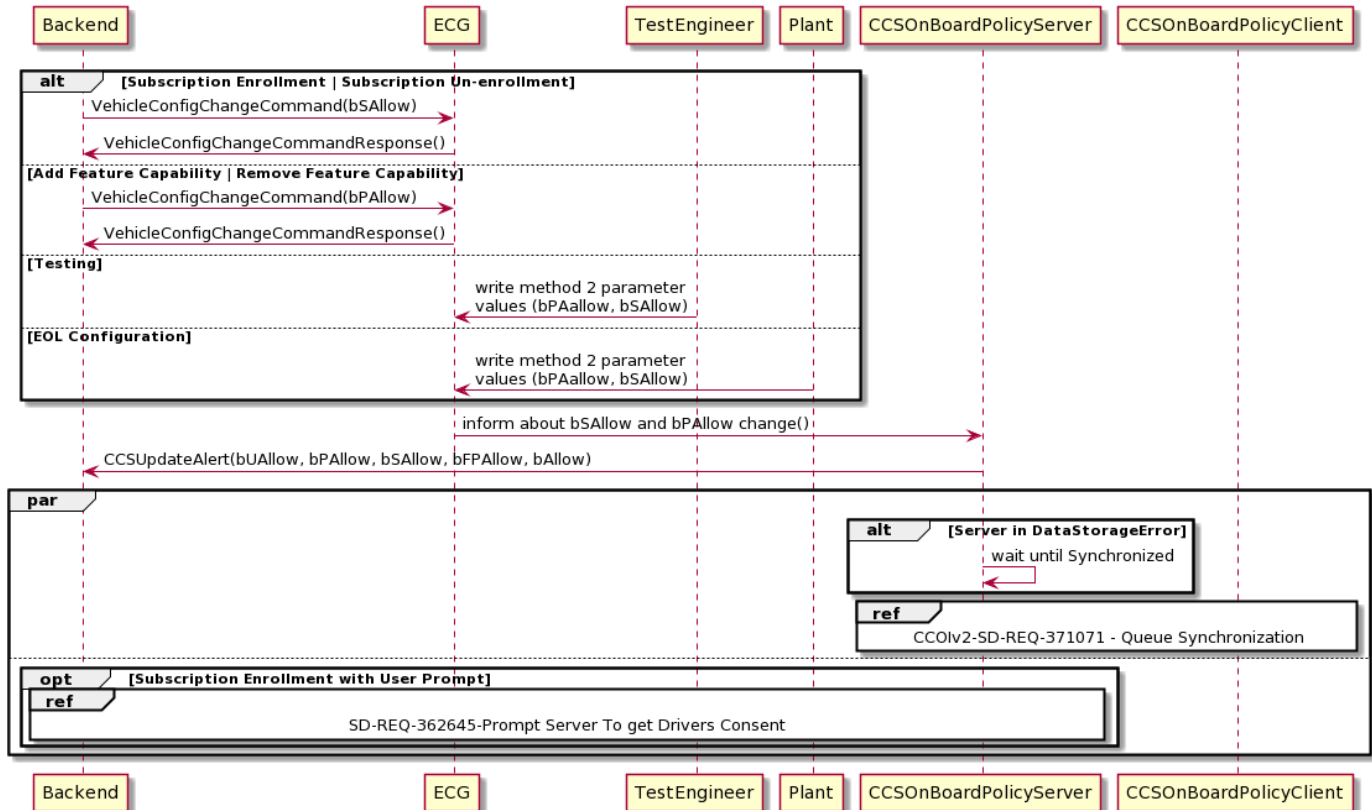 Backend ECG TestEngineer Plant CCSOnBoardPolicyServer CCSOnBoardPolicyClient
alt [Subscription Enrollment | Subscription Un-enrollment]
VehicleConfigChangeCommand(bSAllow)
VehicleConfigChangeCommandResponse()
[Add Feature Capability | Remove Feature Capability]
VehicleConfigChangeCommand(bPAllow)
VehicleConfigChangeCommandResponse()
[Testing]
write method 2 parameter
values (bPAallow, bSAllow)
[EOL Configuration]
write method 2 parameter
values (bPAallow, bSAllow)
inform about bSAllow and bPAllow change()
CCSUpdateAlert(bUAllow, bPAllow, bSAllow, bFPAllow, bAllow)
par
alt [Server in DataStorageError]
wait until Synchronized
ref
CCOIv2-SD-REQ-371071 - Queue Synchronization
opt [Subscription Enrollment with User Prompt]
ref
SD-REQ-362645-Prompt Server To get Drivers Consent
Backend ECG TestEngineer Plant CCSOnBoardPolicyServer CCSOnBoardPolicyClient